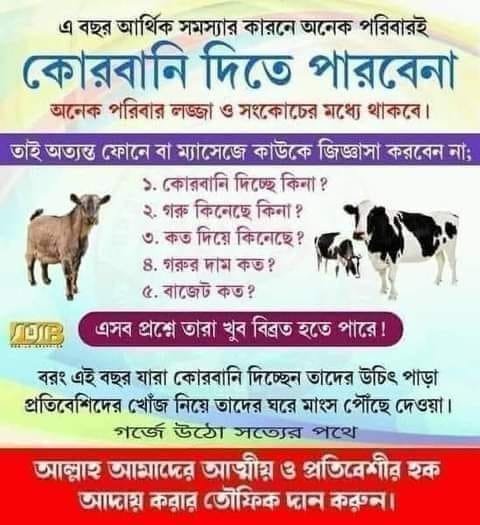 এ বছর আর্থিক সমস্যার কারনে অনেক পরিবারই
কোরবানি দিতে পারবেনা
অনেক পরিবার লজ্জা ও সংকোচের মধ্যে থাকবে।
তাই অত্যন্ত ফোনে বা ম্যাসেজে কাউকে জিজ্ঞাসা করবেন না;
১. কোরবানি দিচ্ছে কিনা?
২. গরু কিনেছে কিনা?
৩. কত দিয়ে কিনেছে?
৪. গরুর দাম কত?
৫. বাজেট কত?
এসব প্রশ্নে তারা খুব বিব্রত হতে পারে!
বরং এই বছর যারা কোরবানি দিচ্ছেন তাদের উচিৎ পাড়া
প্রতিবেশিদের খোঁজ নিয়ে তাদের ঘরে মাংস পৌঁছে দেওয়া।
গর্জে উঠো সত্যের পথে
আল্লাহ আমাদের আত্মীয় ও প্রতিবেশীর হক
আদায় করার তৌফিক দান করুন।